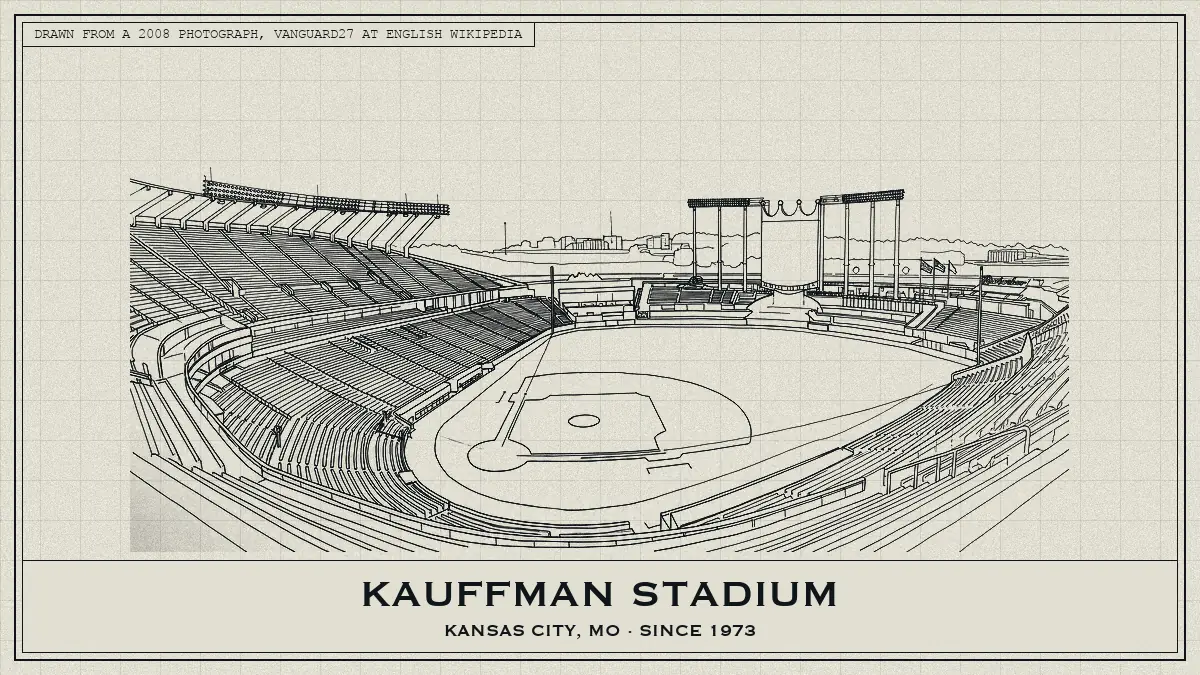 DRAWN FROM A 2008 PHOTOGRAPH, VANGUARD27 AT ENGLISH WIKIPEDIA
KAUFFMAN STADIUM
KANSAS CITY, MO · SINCE 1973